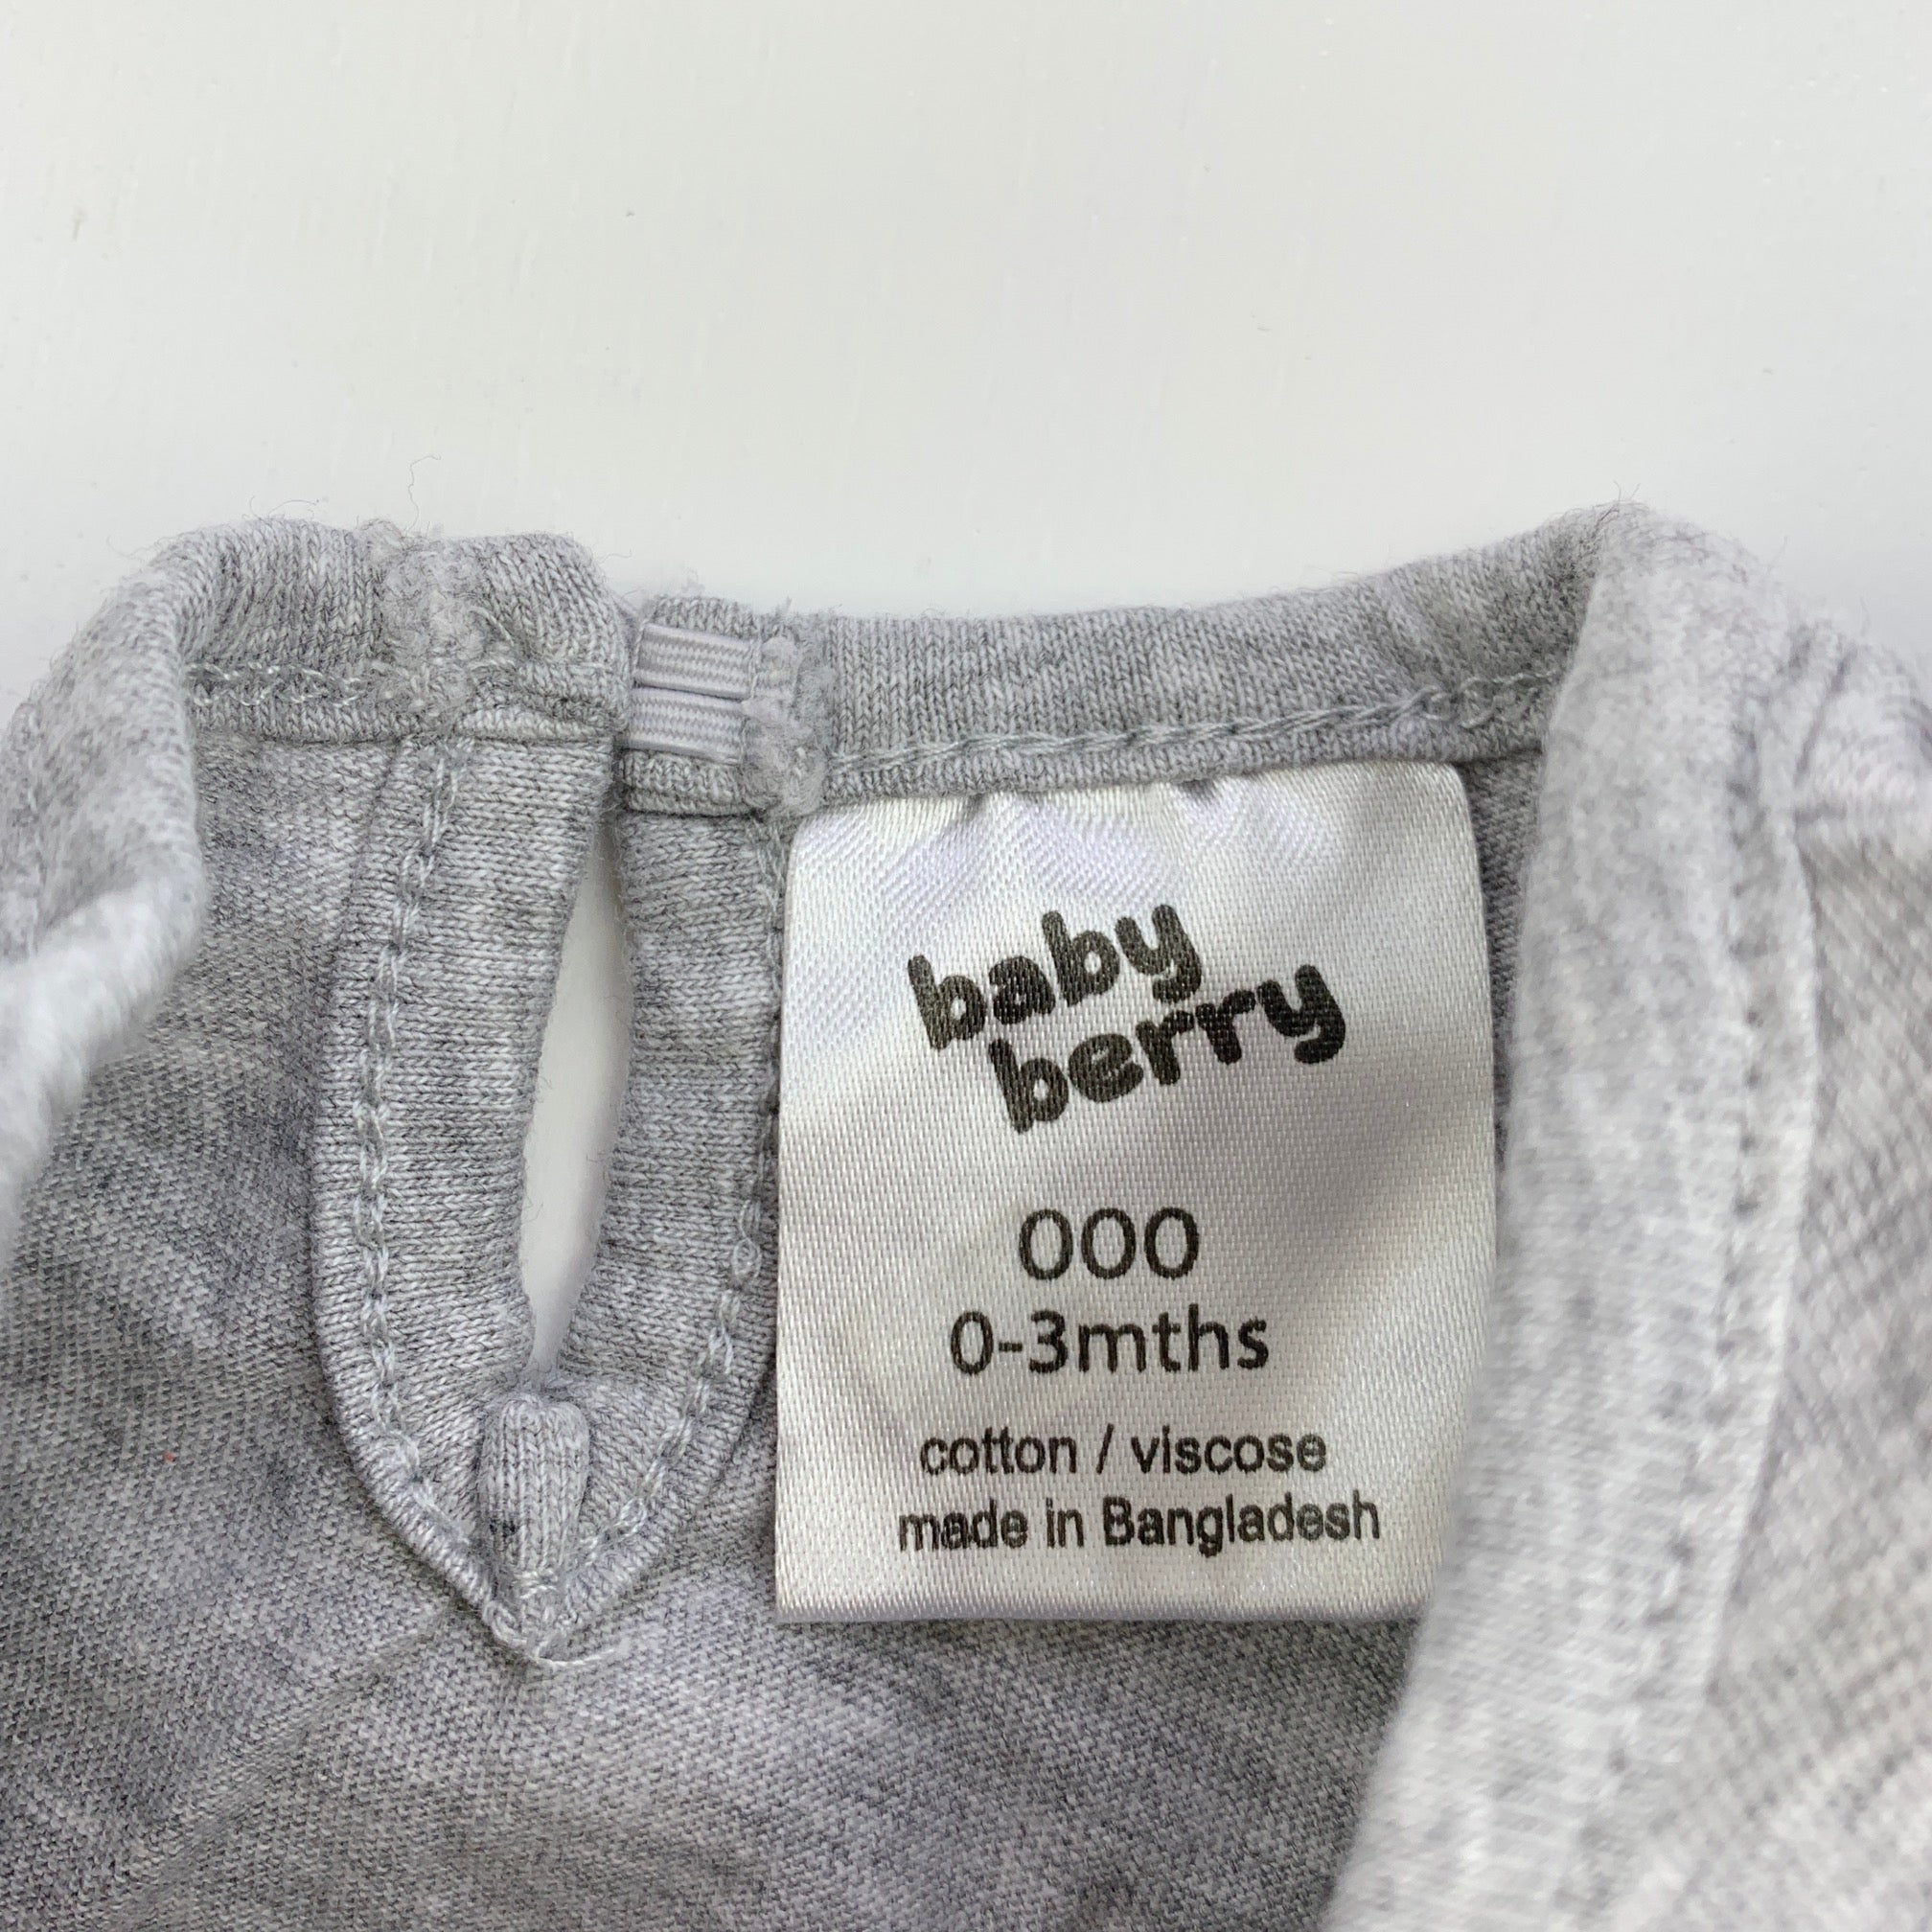 baby
berry
000
0-3mths
cotton / viscose
made in Bangladesh